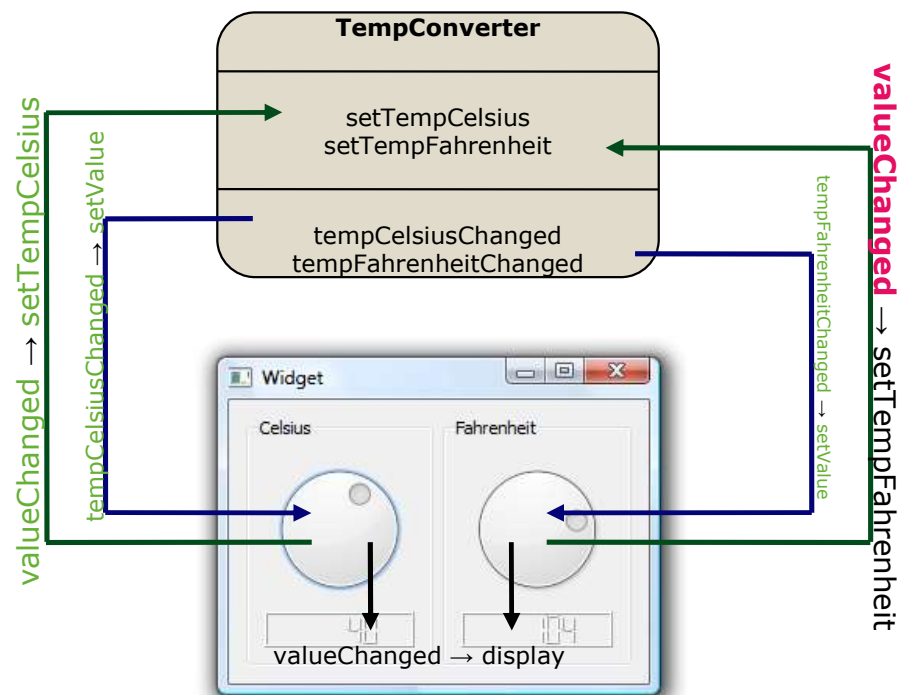 TempConverter
setTempCelsius
setTempFahrenheit
tempCelsiusChanged
tempFahrenheitChanged
valueChanged → setTempCelsius
tempCelsiusChanged → setValue
tempFahrenheitChanged → setValue
valueChanged → setTempFahrenheit
Widget
Celsius
Fahrenheit
40
104
valueChanged → display